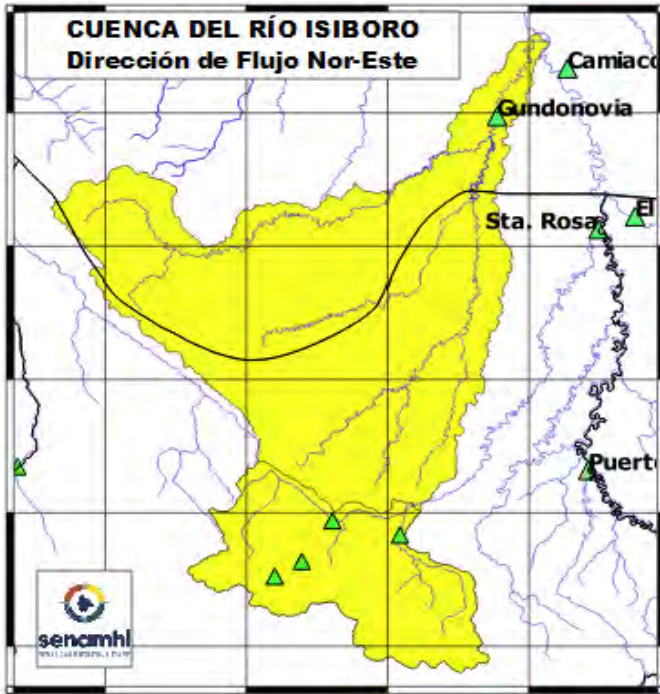 CUENCA DEL RÍO ISIBORO
Dirección de Flujo Nor-Este
Camiaco
Gundonovia
El
Sta. Rosa
Puerto
senamhi